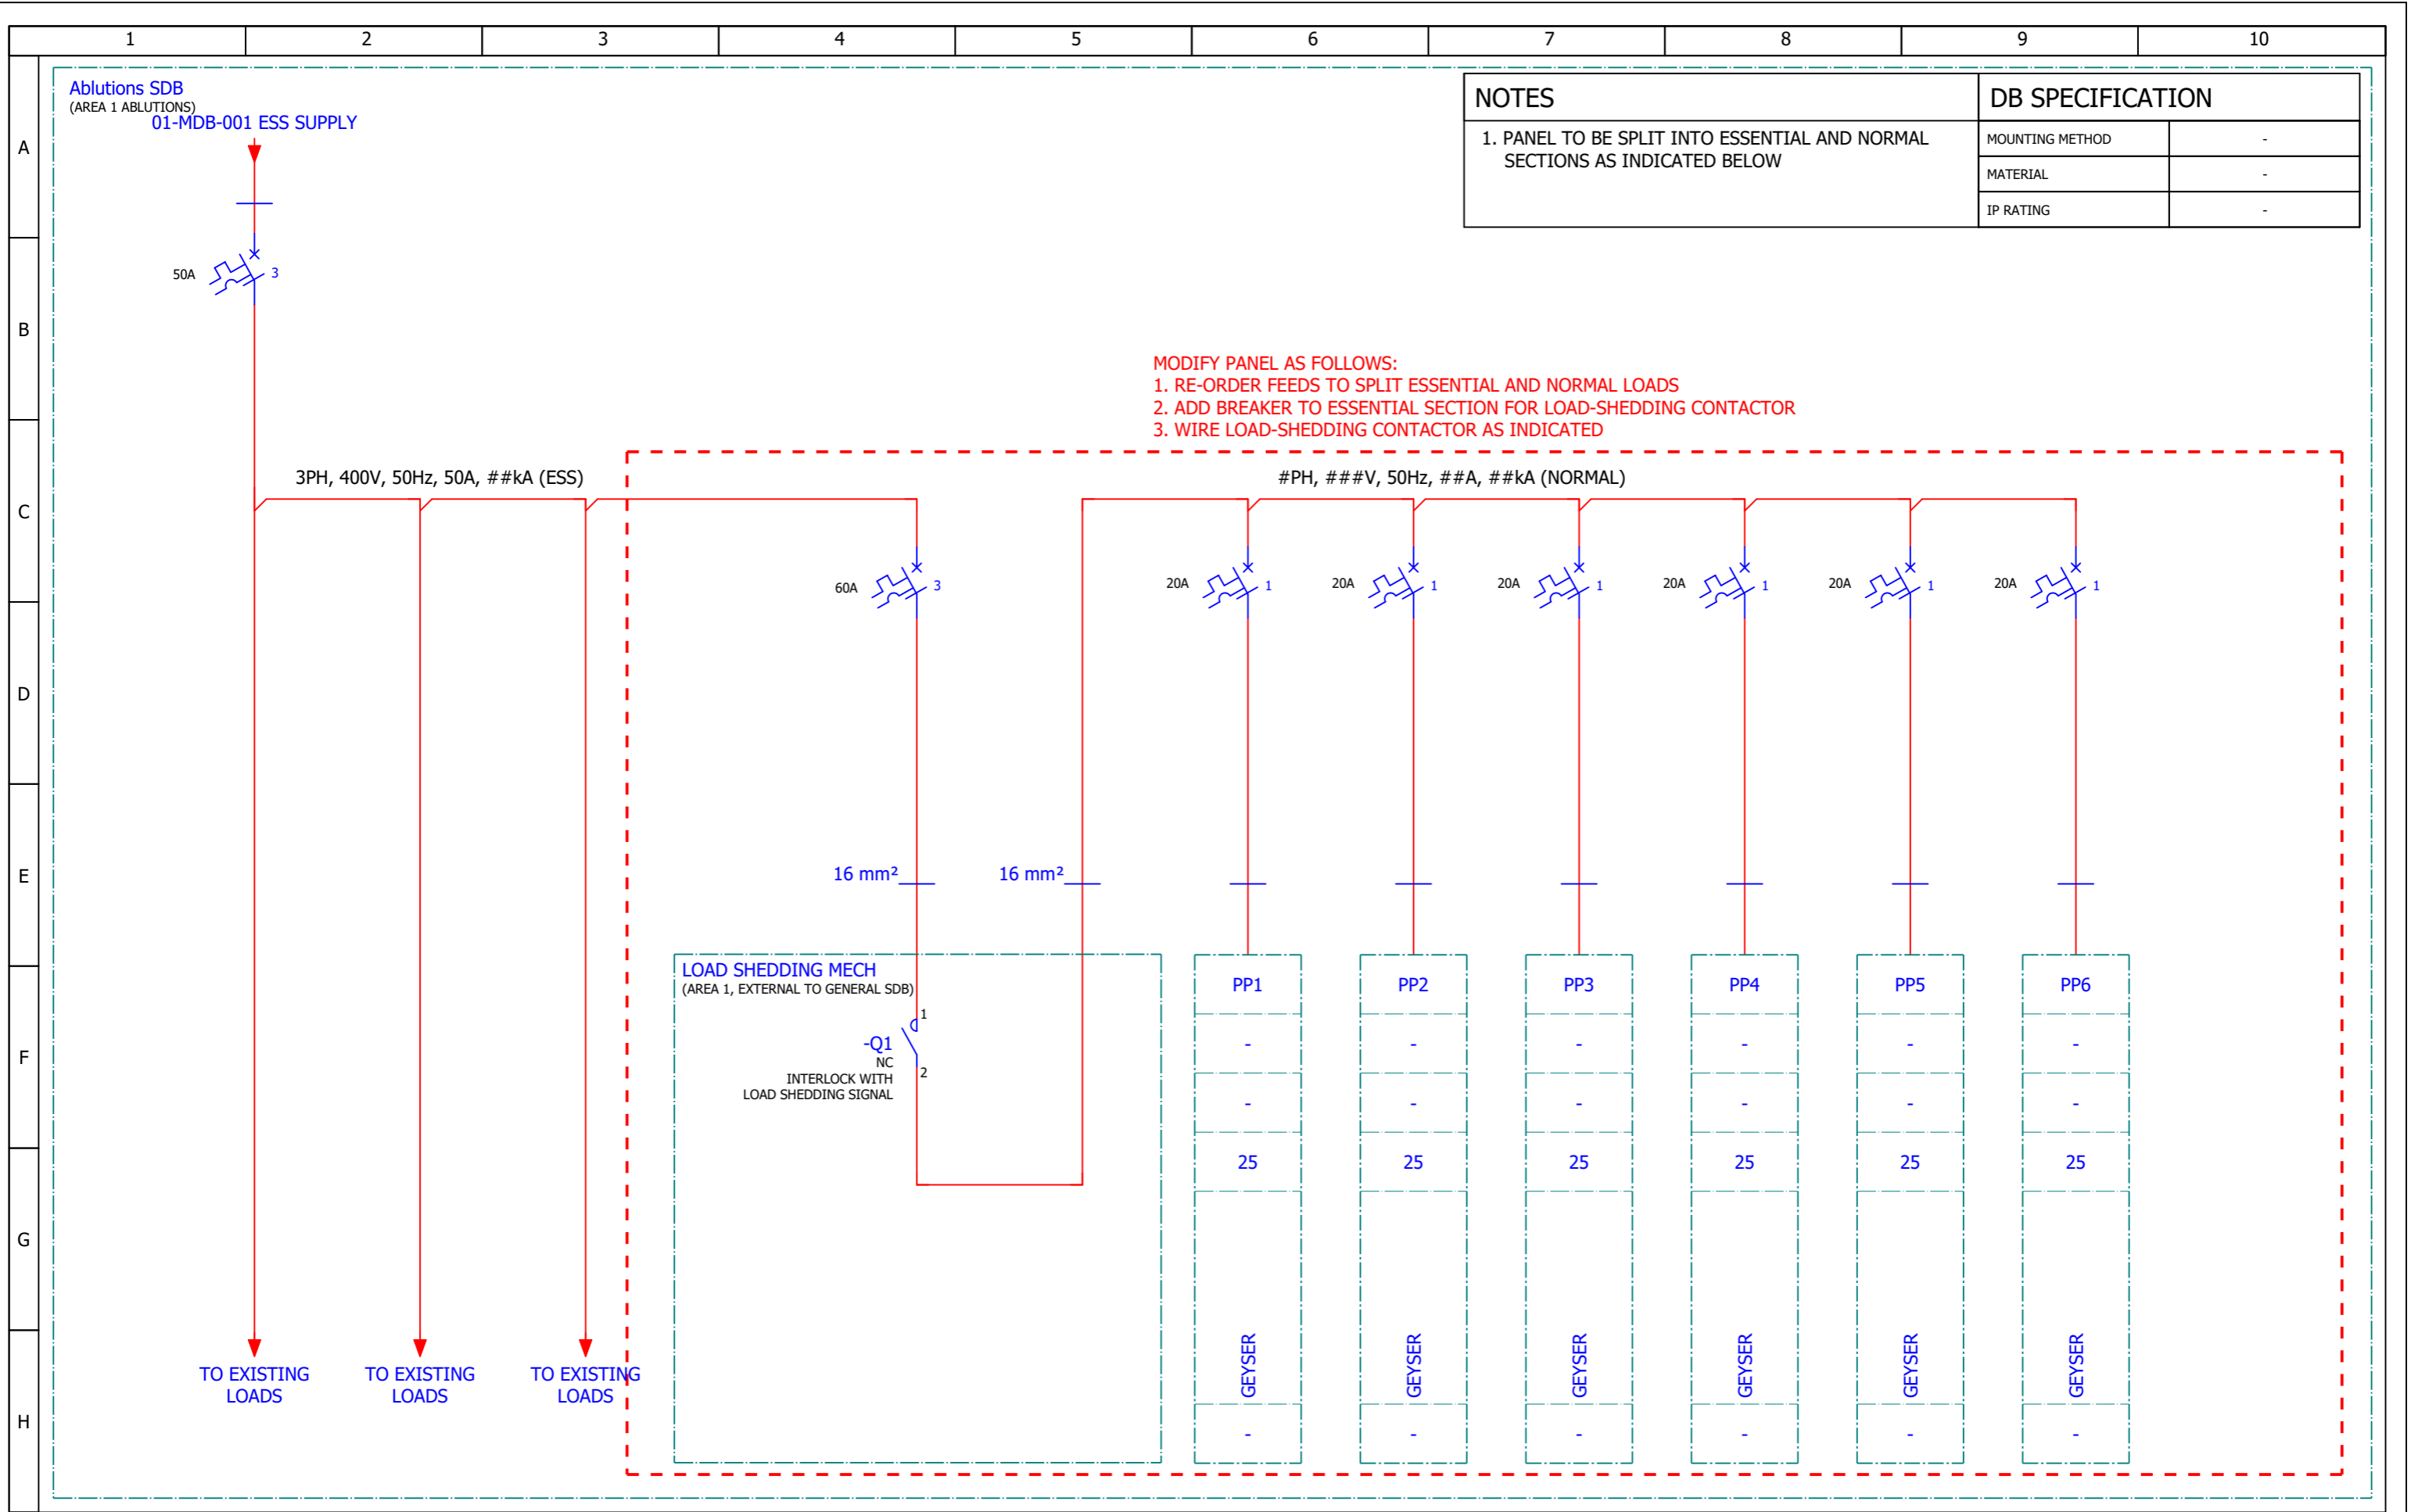 1 2 3 4 5 6 7 8 9 10
A
B
C
D
E
F
G
H
Ablutions SDB
(AREA 1 ABLUTIONS)
01-MDB-001 ESS SUPPLY
NOTES
1. PANEL TO BE SPLIT INTO ESSENTIAL AND NORMAL
SECTIONS AS INDICATED BELOW
DB SPECIFICATION
MOUNTING METHOD -
MATERIAL -
IP RATING -
50A 3
MODIFY PANEL AS FOLLOWS:
1. RE-ORDER FEEDS TO SPLIT ESSENTIAL AND NORMAL LOADS
2. ADD BREAKER TO ESSENTIAL SECTION FOR LOAD-SHEDDING CONTACTOR
3. WIRE LOAD-SHEDDING CONTACTOR AS INDICATED
3PH, 400V, 50Hz, 50A, ##kA (ESS)
#PH, ###V, 50Hz, ##A, ##kA (NORMAL)
60A 3
20A 1
20A 1
20A 1
20A 1
20A 1
20A 1
16 mm²
16 mm²
LOAD SHEDDING MECH
(AREA 1, EXTERNAL TO GENERAL SDB)
1
-Q1
NC
2
INTERLOCK WITH
LOAD SHEDDING SIGNAL
PP1 PP2 PP3 PP4 PP5 PP6
- - - - - -
- - - - - -
25 25 25 25 25 25
GEYSER
GEYSER
GEYSER
GEYSER
GEYSER
GEYSER
- - - - - -
TO EXISTING
LOADS
TO EXISTING
LOADS
TO EXISTING
LOADS